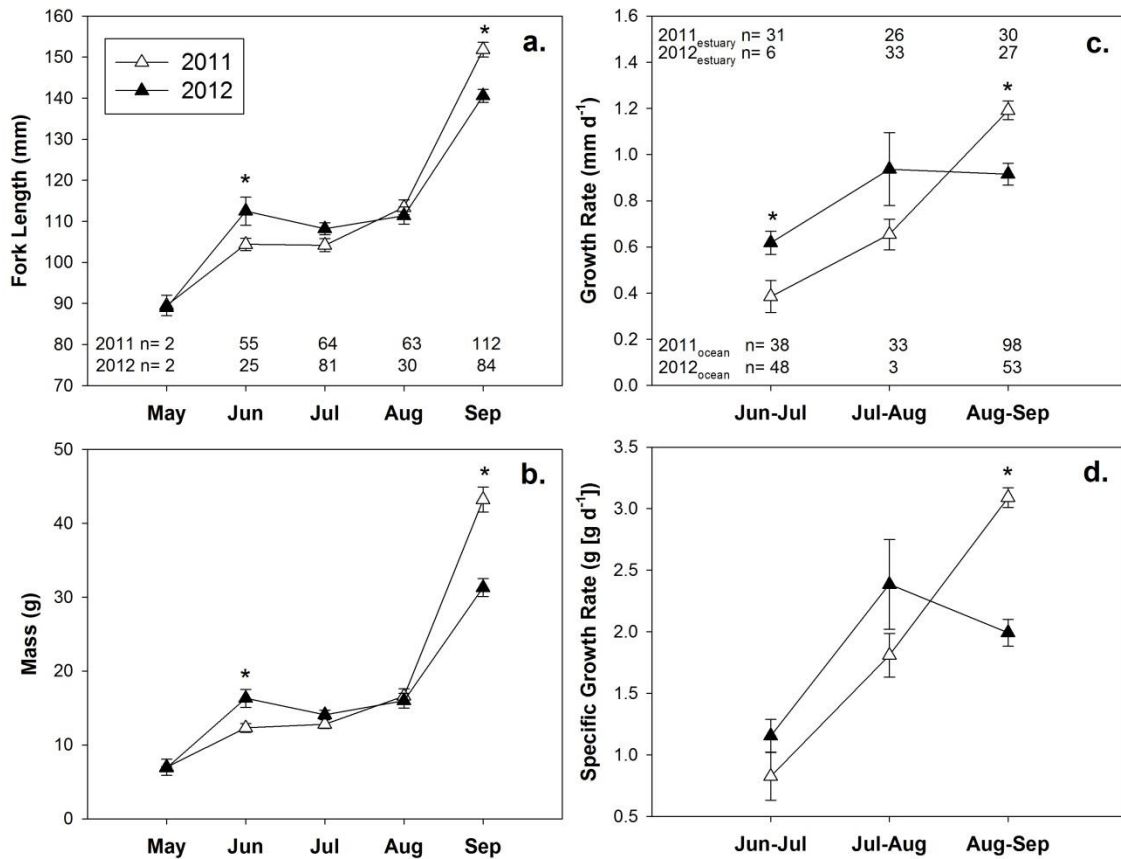 a.
160
150
140
130
120
110
100
90
80
70
Fork Length (mm)
2011
2012
*
*
2011 n= 2 55 64 63 112
2012 n= 2 25 81 30 84
May Jun Jul Aug Sep
c.
1.6
1.4
1.2
1.0
0.8
0.6
0.4
0.2
0.0
Growth Rate (mm d⁻¹)
2011estuary n= 31 26 30
2012estuary n= 6 33 27
*
*
2011ocean n= 38 33 98
2012ocean n= 48 3 53
Jun-Jul Jul-Aug Aug-Sep
b.
50
40
30
20
10
0
Mass (g)
*
*
May Jun Jul Aug Sep
d.
3.5
3.0
2.5
2.0
1.5
1.0
0.5
Specific Growth Rate (g [g d⁻¹])
*
Jun-Jul Jul-Aug Aug-Sep